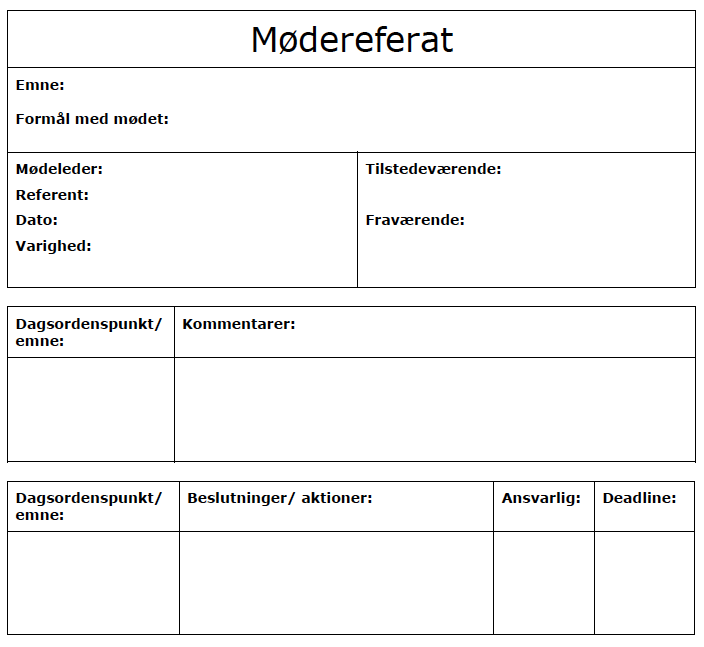 Mødereferat
Emne:
Formål med mødet:
Mødeleder:
Referent:
Dato:
Varighed:
Tilstedeværende:
Fraværende:
Dagsordenspunkt/
emne:
Kommentarer:
Dagsordenspunkt/
emne:
Beslutninger/ aktioner:
Ansvarlig:
Deadline: